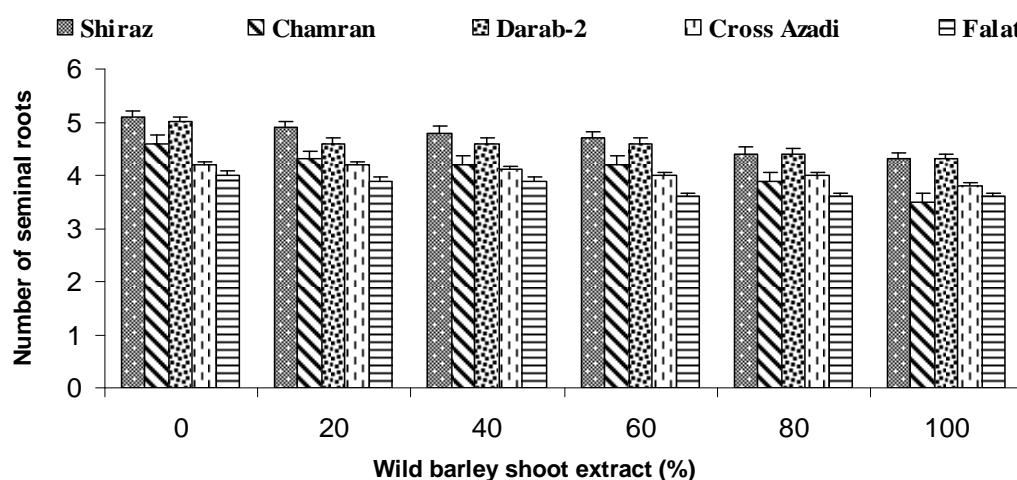 Shiraz Chamran Darab-2 Cross Azadi Falat
Number of seminal roots
6
5
4
3
2
1
0
0 20 40 60 80 100
Wild barley shoot extract (%)